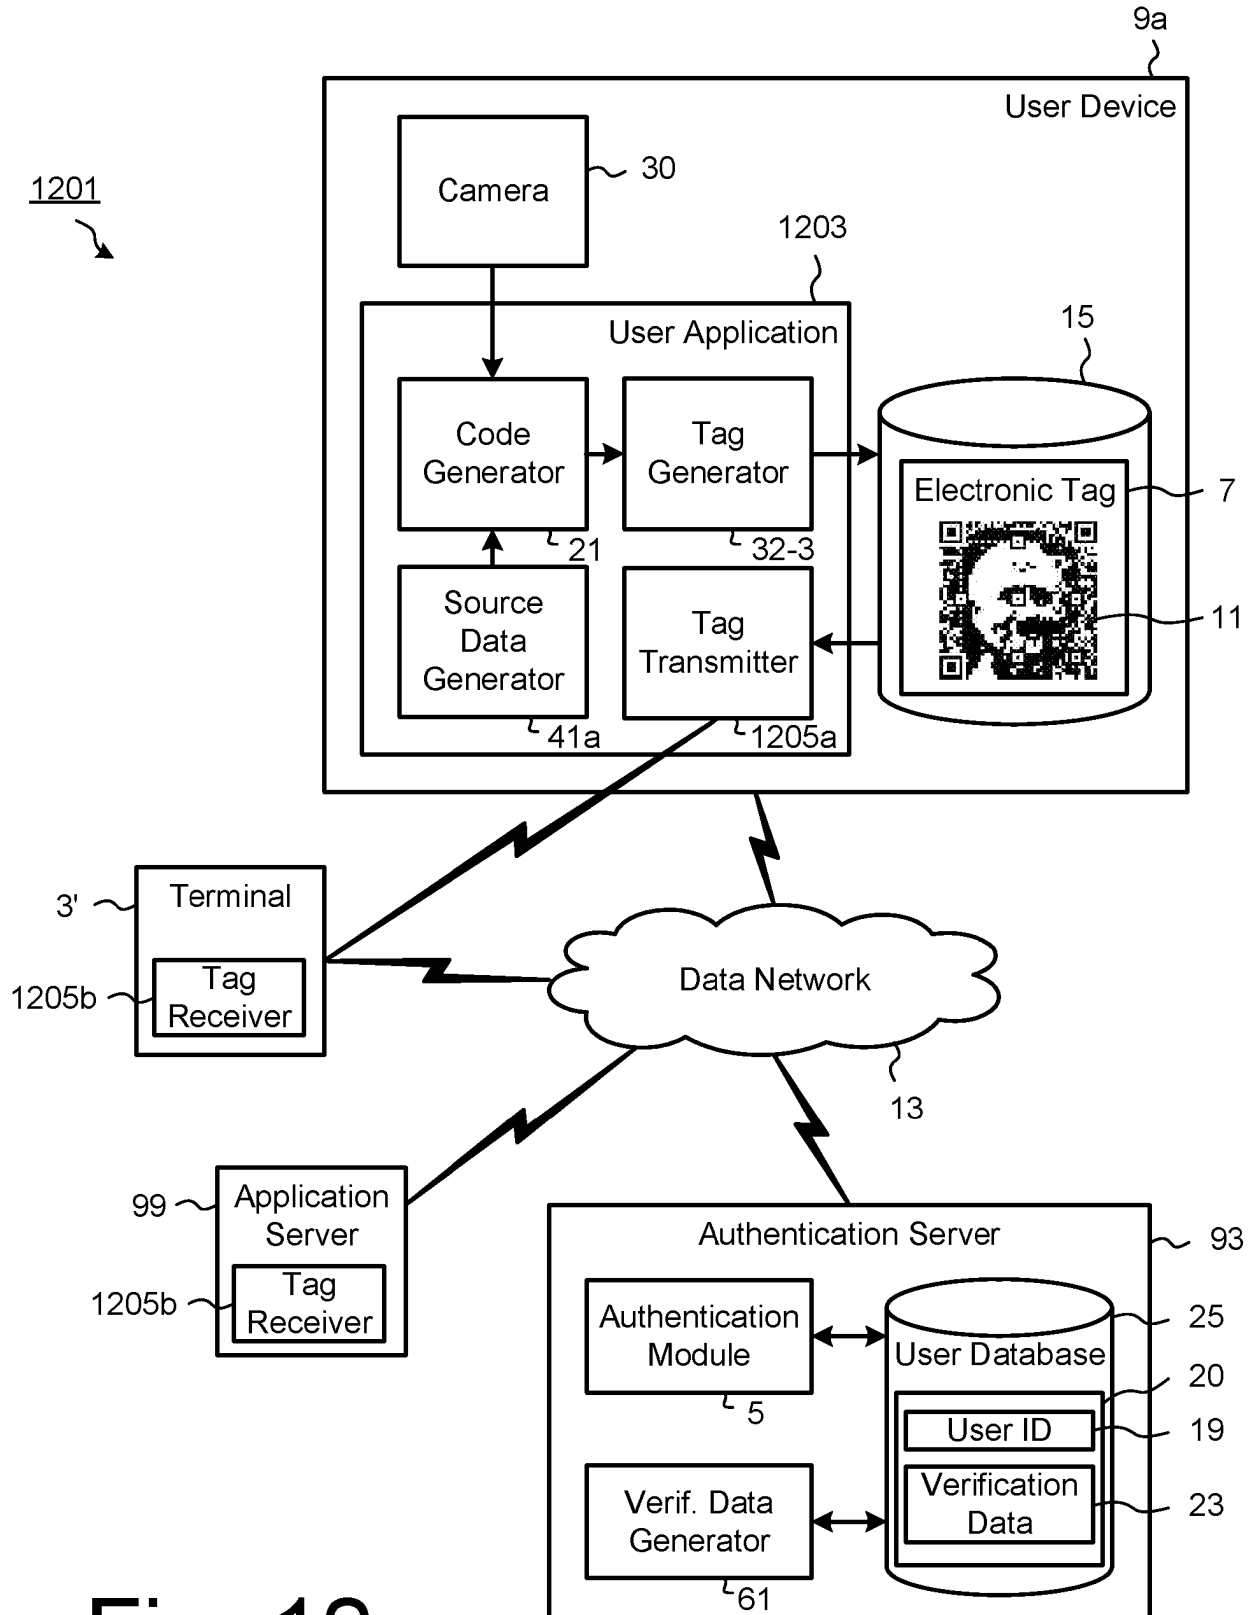 9a
User Device
Camera
30
1201
1203
User Application
15
Code
Generator
21
Tag
Generator
32-3
Electronic Tag
7
11
Source
Data
Generator
41a
Tag
Transmitter
1205a
Terminal
3'
Tag
Receiver
1205b
Data Network
13
Application
Server
99
Tag
Receiver
1205b
Authentication Server
93
Authentication
Module
5
User Database
25
20
User ID
19
Verification
Data
23
Verif. Data
Generator
61